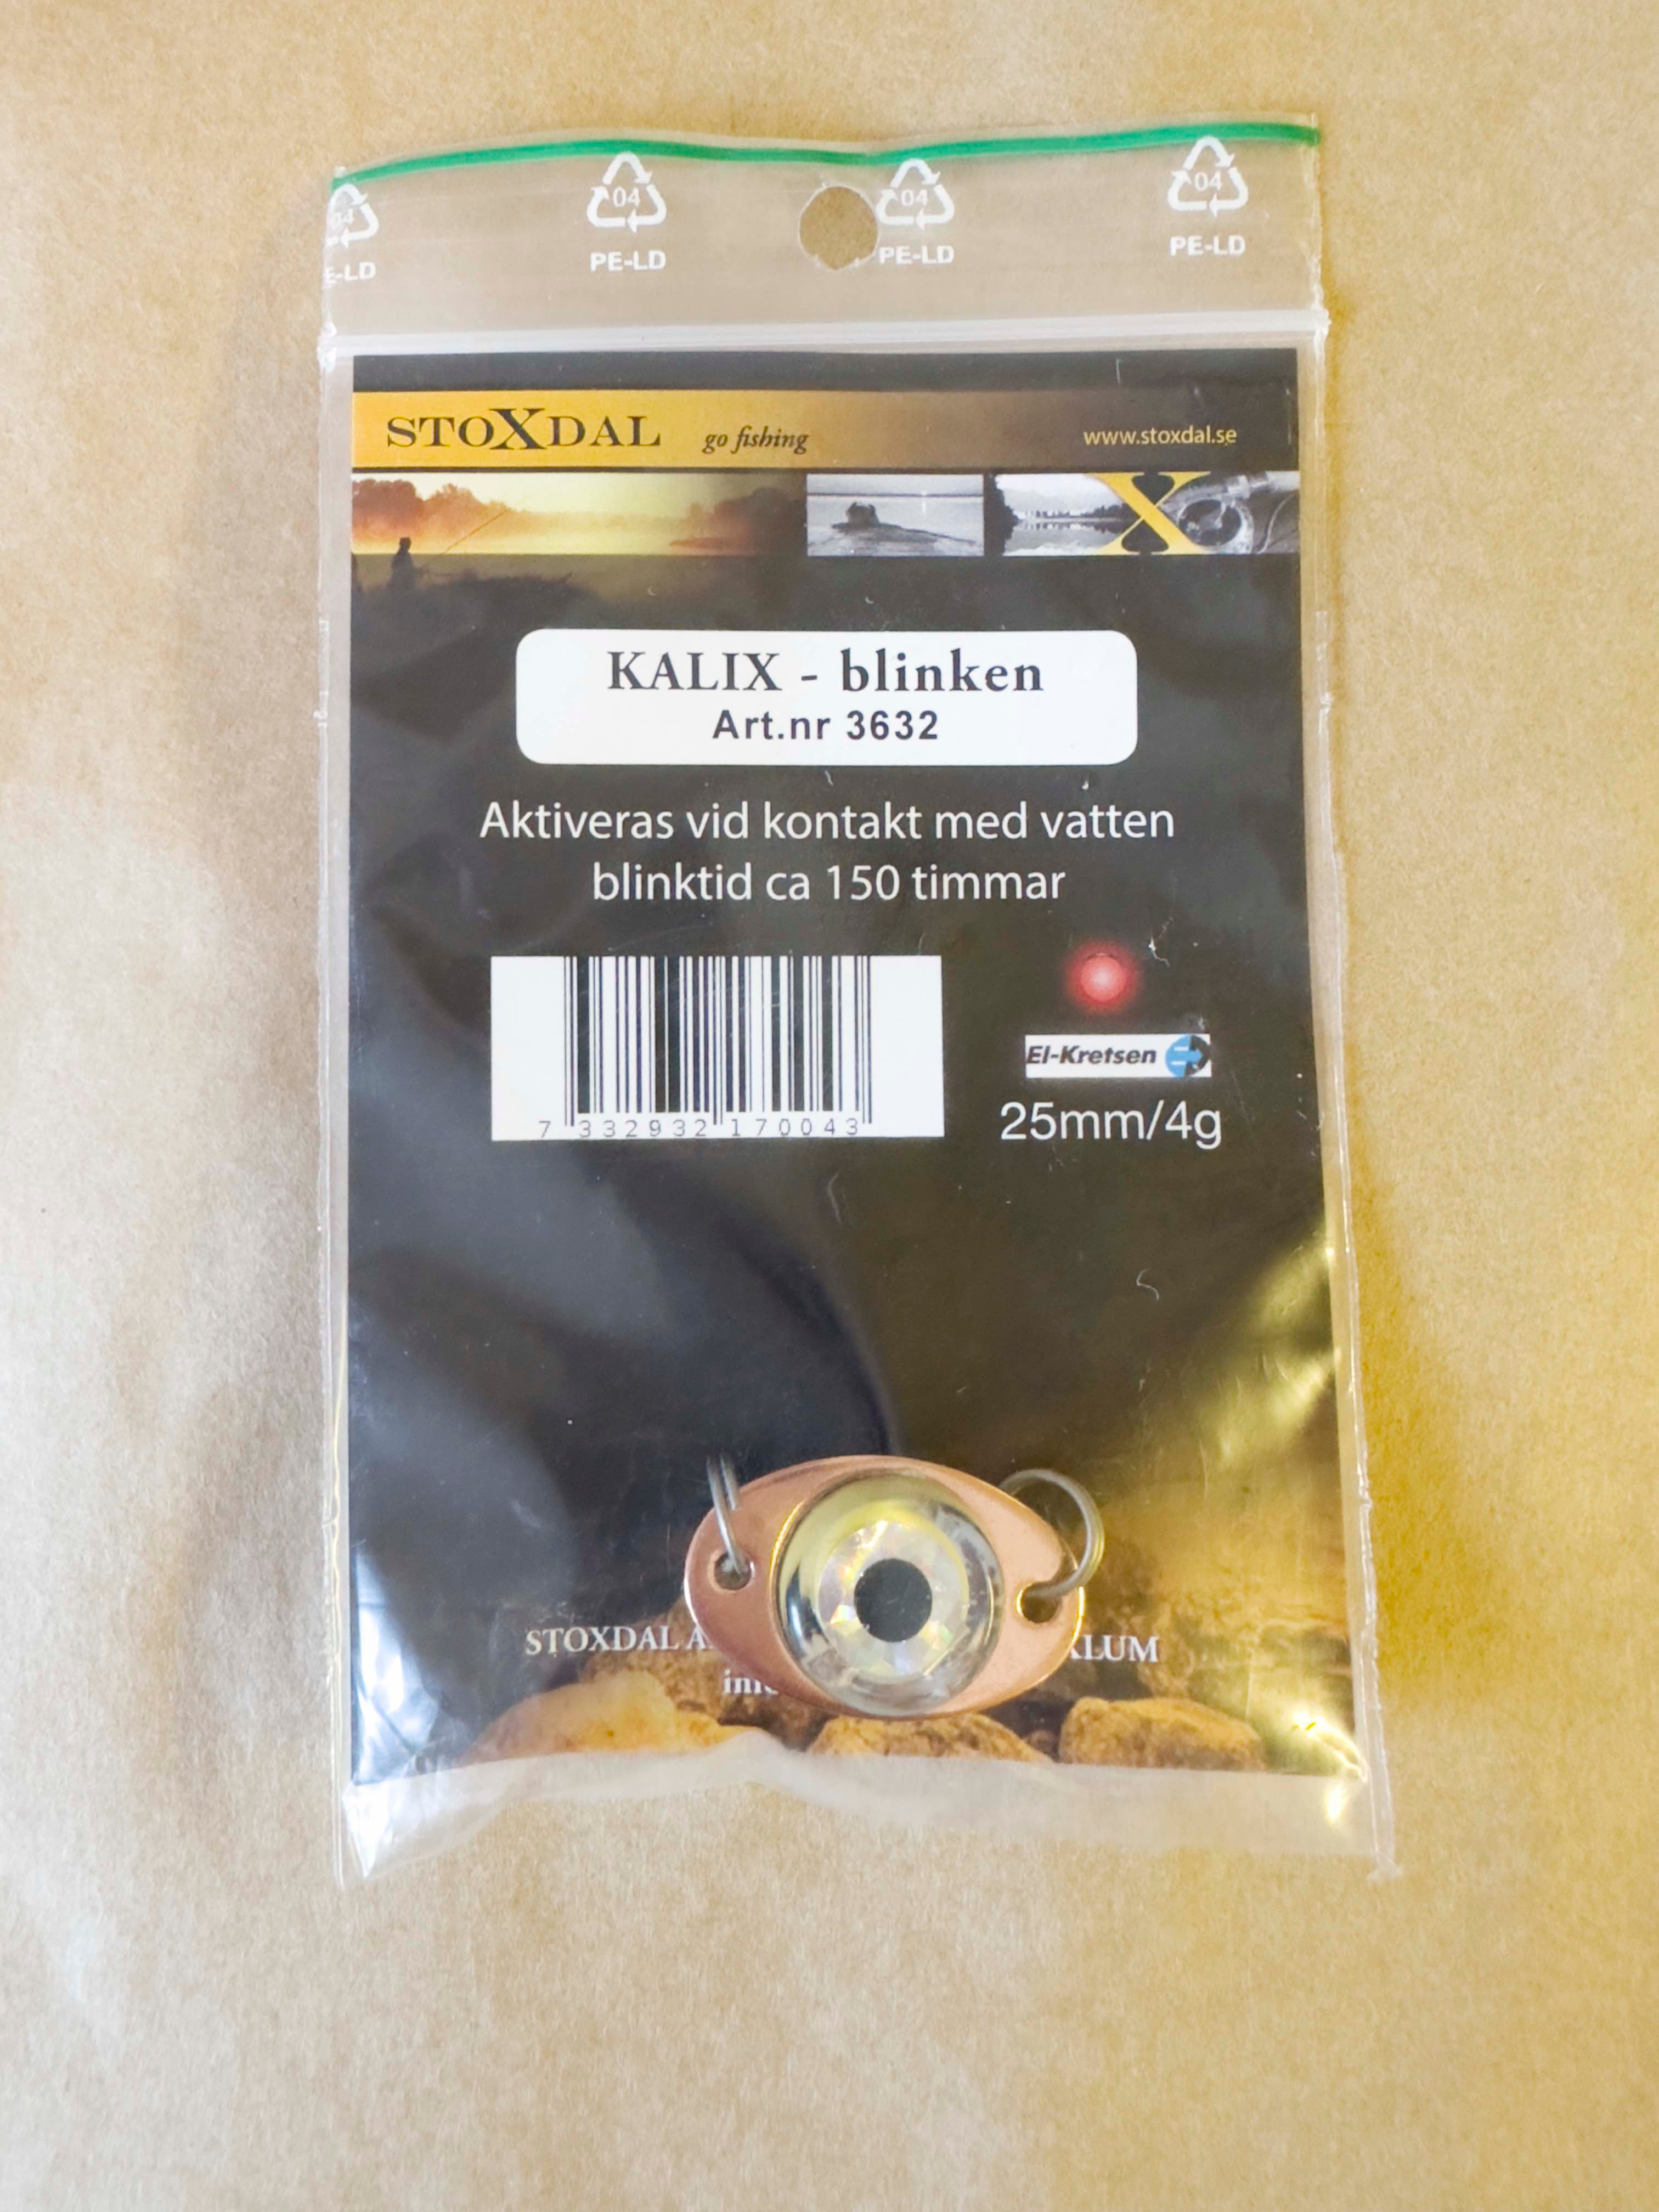 04 04 04 04
E-LD PE-LD PE-LD PE-LD
STOXDAL go fishing www.stoxdal.se
X
KALIX - blinken
Art.nr 3632
Aktiveras vid kontakt med vatten
blinktid ca 150 timmar
7 332932 170043
El-Kretsen
25mm/4g
STOXDAL